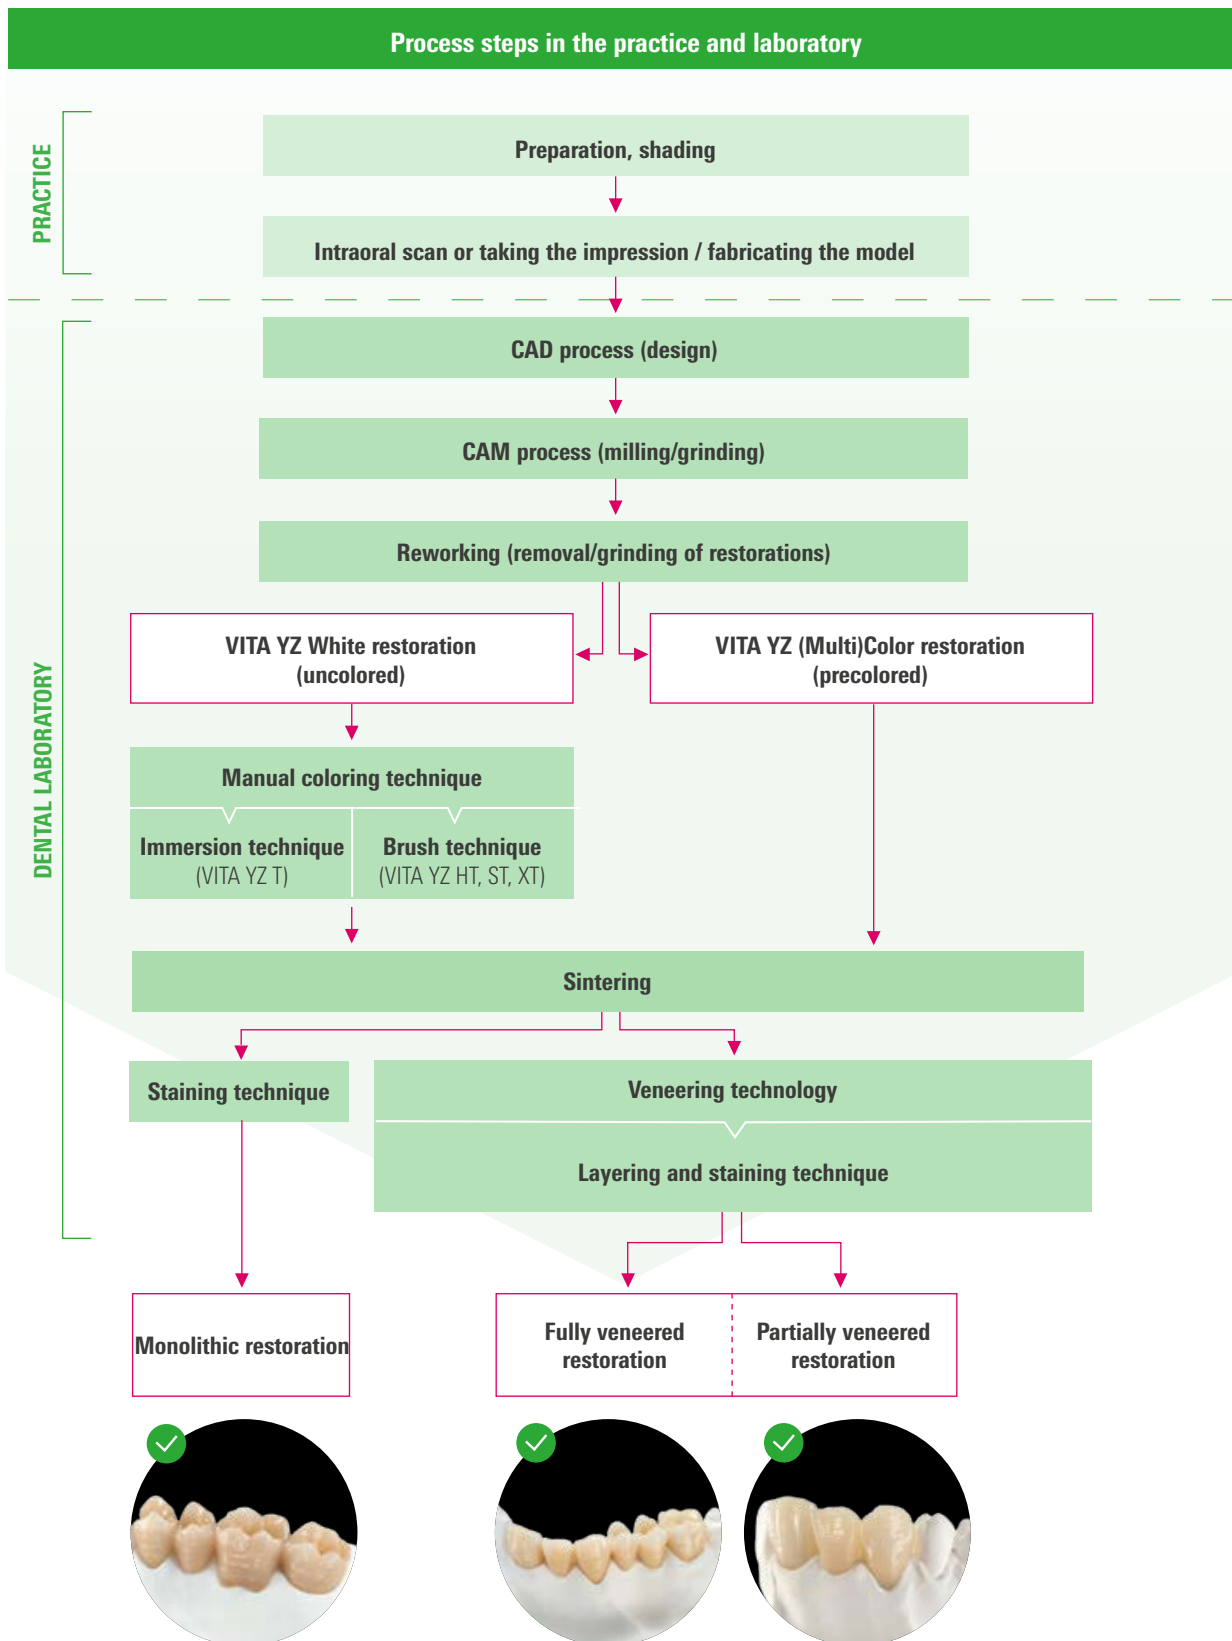 Process steps in the practice and laboratory
PRACTICE
Preparation, shading
Intraoral scan or taking the impression / fabricating the model
DENTAL LABORATORY
CAD process (design)
CAM process (milling/grinding)
Reworking (removal/grinding of restorations)
VITA YZ White restoration
(uncolored)
VITA YZ (Multi)Color restoration
(precolored)
Manual coloring technique
Immersion technique
(VITA YZ T)
Brush technique
(VITA YZ HT, ST, XT)
Sintering
Staining technique
Veneering technology
Layering and staining technique
Monolithic restoration
Fully veneered
restoration
Partially veneered
restoration